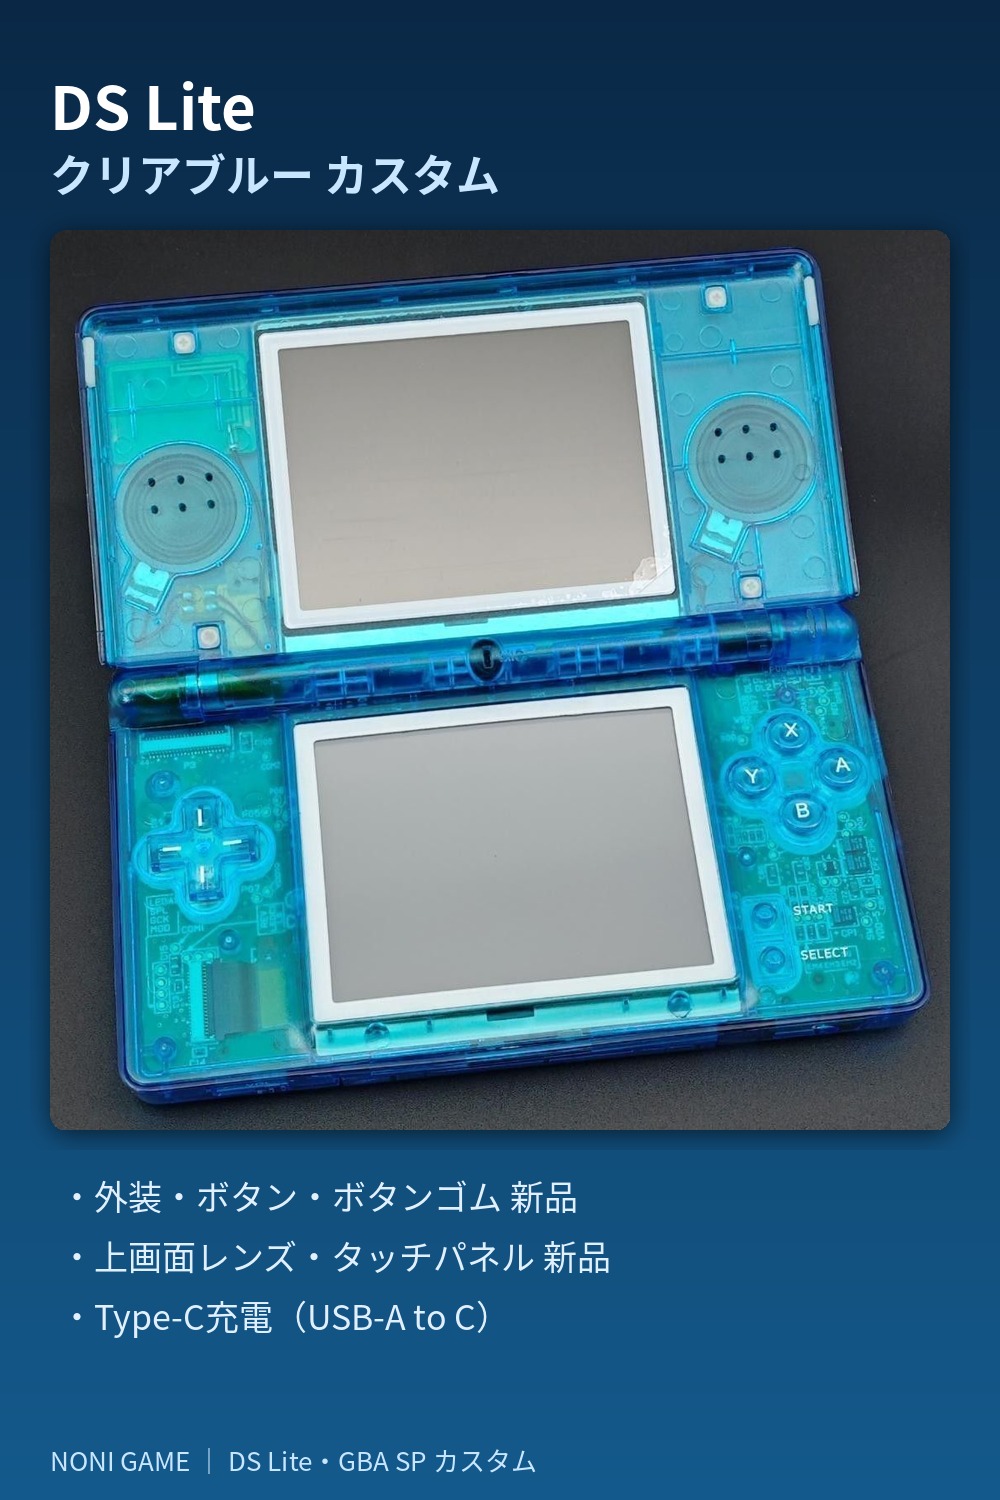 DS Lite
クリアブルー カスタム
X
Y
A
B
START
SELECT
・外装・ボタン・ボタンゴム 新品
・上画面レンズ・タッチパネル 新品
・Type-C充電（USB-A to C）
NONI GAME ｜ DS Lite・GBA SP カスタム